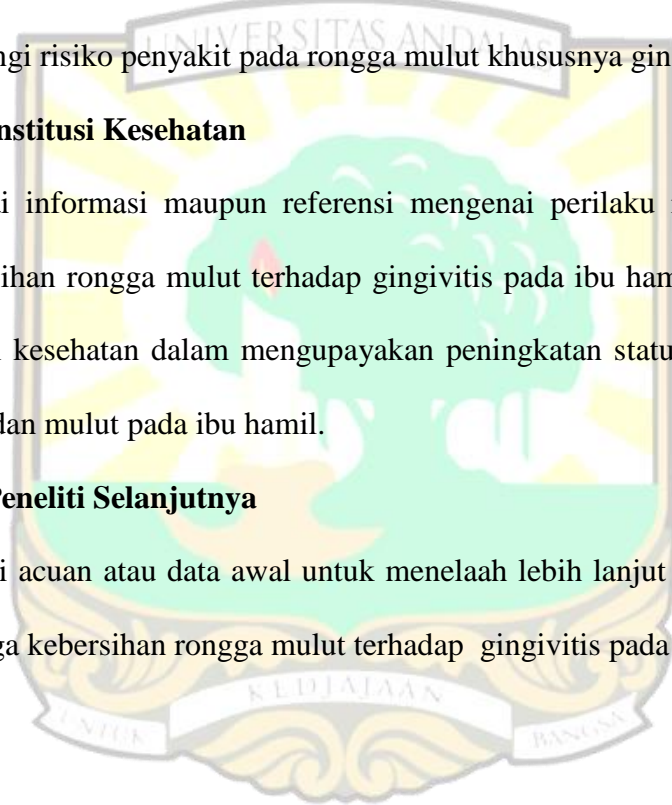 UNIVERSITAS ANDALAS
ngi risiko penyakit pada rongga mulut khususnya gin
nstitusi Kesehatan
i informasi maupun referensi mengenai perilaku
ihan rongga mulut terhadap gingivitis pada ibu ham
kesehatan dalam mengupayakan peningkatan statu
dan mulut pada ibu hamil.
Peneliti Selanjutnya
i acuan atau data awal untuk menelaah lebih lanjut
ga kebersihan rongga mulut terhadap gingivitis pada
KEDJAJAAN
UNTUK BANGSA